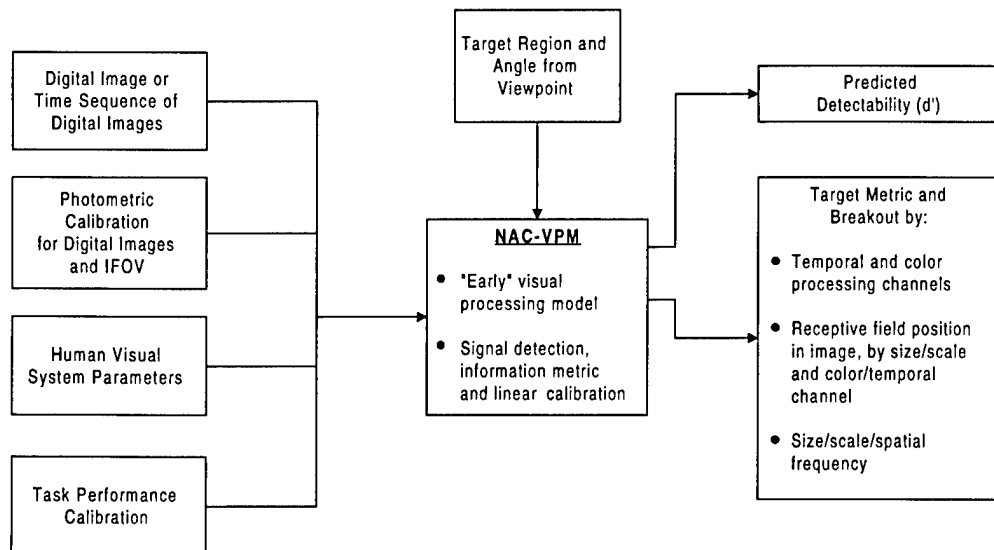 Digital Image or
Time Sequence of
Digital Images
Photometric
Calibration
for Digital Images
and IFOV
Human Visual
System Parameters
Task Performance
Calibration
Target Region and
Angle from
Viewpoint
NAC-VPM
● "Early" visual
processing model
● Signal detection,
information metric
and linear calibration
Predicted
Detectability (d')
Target Metric and
Breakout by:
● Temporal and color
processing channels
● Receptive field position
in image, by size/scale
and color/temporal
channel
● Size/scale/spatial
frequency